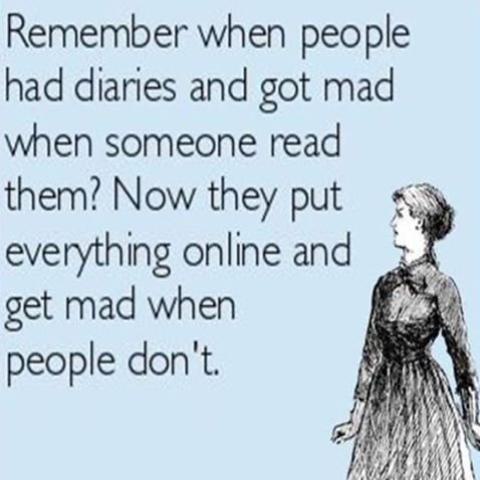 Remember when people
had diaries and got mad
when someone read
them? Now they put
everything online and
get mad when
people don't.